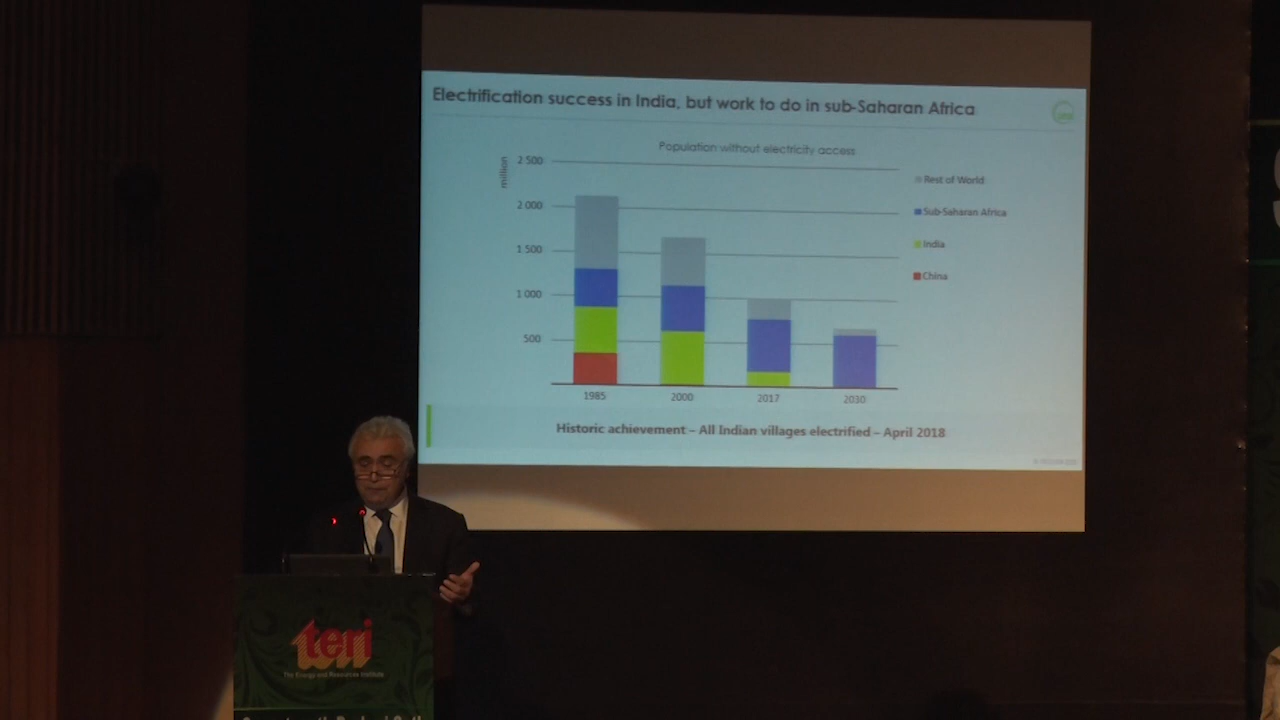 Electrification success in India, but work to do in sub-Saharan Africa
iea
Population without electricity access
million
2 500
2 000
1 500
1 000
500
1985
2000
2017
2030
Rest of World
Sub-Saharan Africa
India
China
Historic achievement – All Indian villages electrified – April 2018
teri
The Energy and Resources Institute